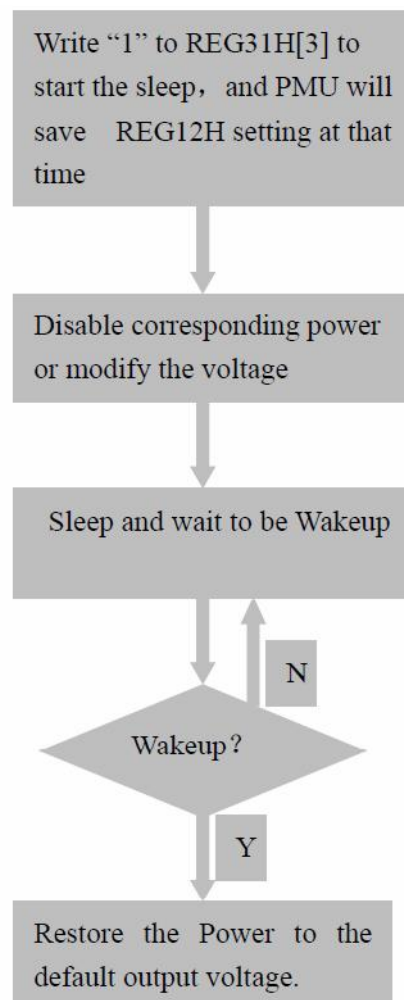 Write “1” to REG31H[3] to
start the sleep，and PMU will
save REG12H setting at that
time
Disable corresponding power
or modify the voltage
Sleep and wait to be Wakeup
N
Wakeup？
Y
Restore the Power to the
default output voltage.